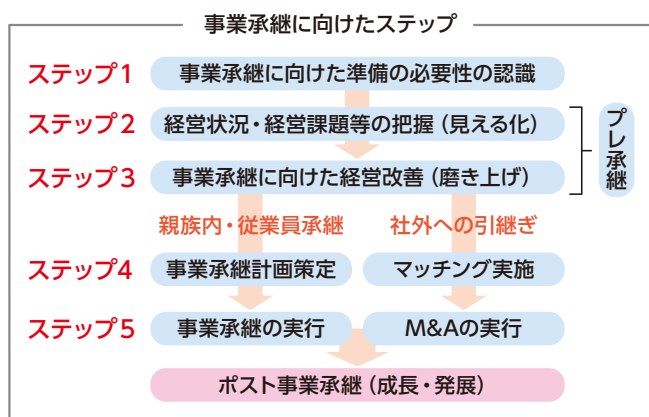 事業承継に向けたステップ
ステップ1
事業承継に向けた準備の必要性の認識
ステップ2
経営状況・経営課題等の把握（見える化）
ステップ3
事業承継に向けた経営改善（磨き上げ）
プレ承継
親族内・従業員承継
社外への引継ぎ
ステップ4
事業承継計画策定
マッチング実施
ステップ5
事業承継の実行
M&Aの実行
ポスト事業承継（成長・発展）